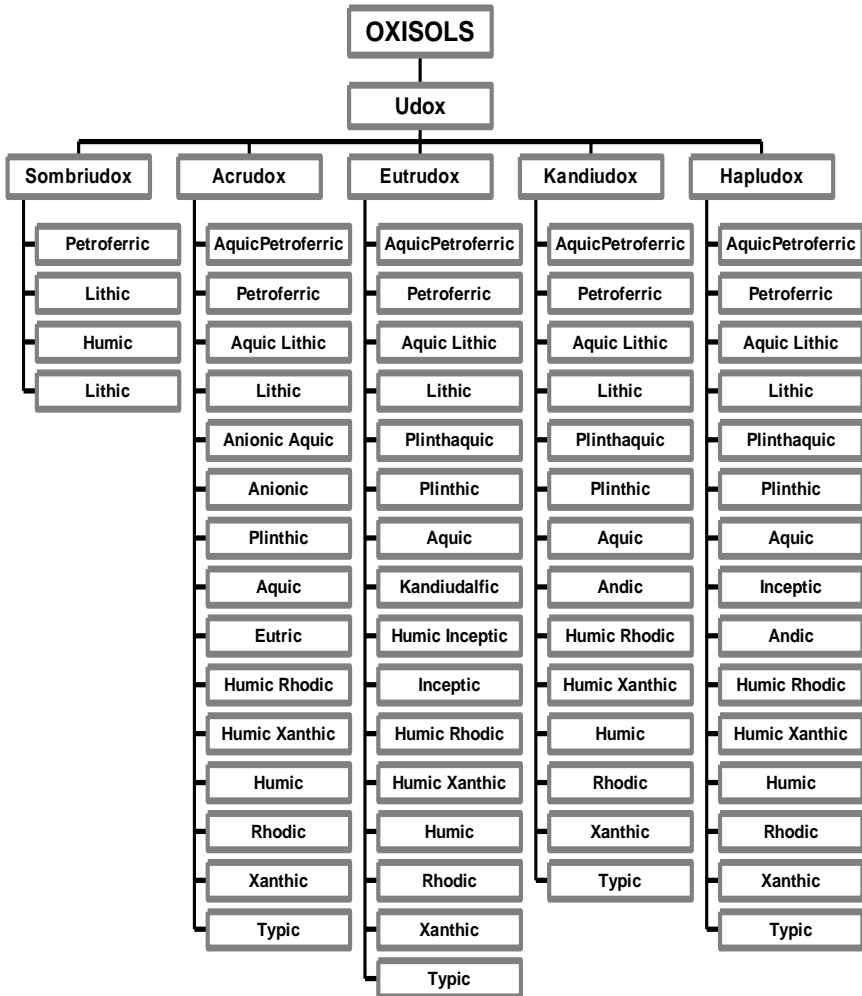 OXISOLS
Udox
Sombriudox
Petroferric
Lithic
Humic
Lithic
Acrudox
AquicPetroferric
Petroferric
Aquic Lithic
Lithic
Anionic Aquic
Anionic
Plinthic
Aquic
Eutric
Humic Rhodic
Humic Xanthic
Humic
Rhodic
Xanthic
Typic
Eutrudox
AquicPetroferric
Petroferric
Aquic Lithic
Lithic
Plinthaquic
Plinthic
Aquic
Kandiudalfic
Humic Inceptic
Inceptic
Humic Rhodic
Humic Xanthic
Humic
Rhodic
Xanthic
Typic
Kandiudox
AquicPetroferric
Petroferric
Aquic Lithic
Lithic
Plinthaquic
Plinthic
Aquic
Andic
Humic Rhodic
Humic Xanthic
Humic
Rhodic
Xanthic
Typic
Hapludox
AquicPetroferric
Petroferric
Aquic Lithic
Lithic
Plinthaquic
Plinthic
Aquic
Inceptic
Andic
Humic Rhodic
Humic Xanthic
Humic
Rhodic
Xanthic
Typic